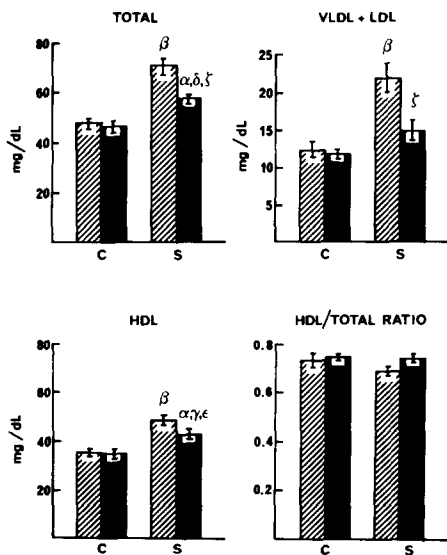 TOTAL
80
60
40
20
mg/dL
β
α,δ,ζ
C S
VLDL + LDL
25
20
15
10
5
mg/dL
β
ζ
C S
HDL
80
60
40
20
mg/dL
β
α,γ,ε
C S
HDL/TOTAL RATIO
0.8
0.6
0.4
0.2
C S